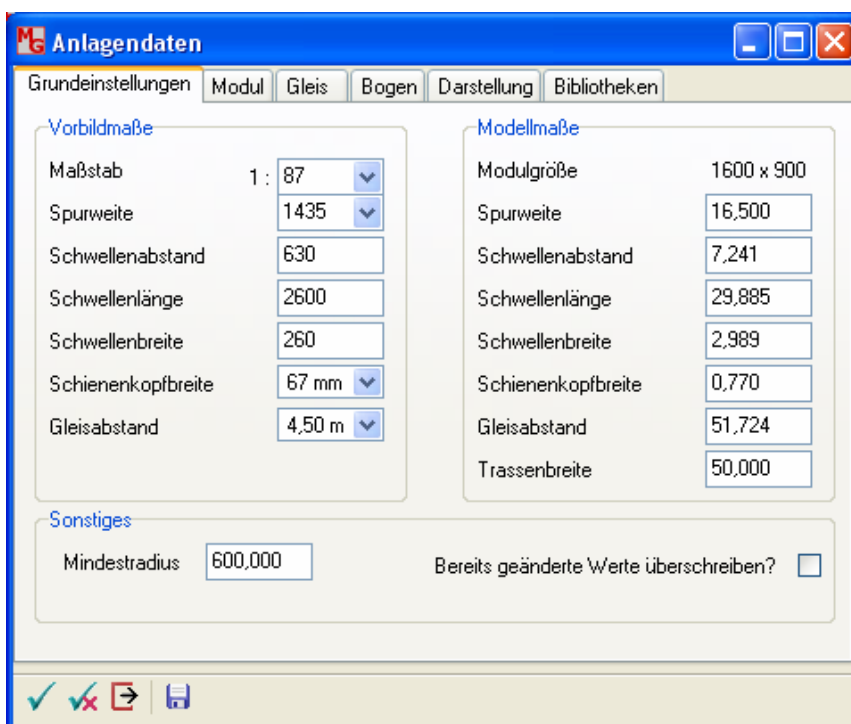 MG Anlagendaten
Grundeinstellungen Modul Gleis Bogen Darstellung Bibliotheken
Vorbildmaße
Maßstab 1 : 87
Spurweite 1435
Schwellenabstand 630
Schwellenlänge 2600
Schwellenbreite 260
Schienenkopfbreite 67 mm
Gleisabstand 4,50 m
Modellmaße
Modulgröße 1600 x 900
Spurweite 16,500
Schwellenabstand 7,241
Schwellenlänge 29,885
Schwellenbreite 2,989
Schienenkopfbreite 0,770
Gleisabstand 51,724
Trassenbreite 50,000
Sonstiges
Mindestradius 600,000 Bereits geänderte Werte überschreiben?